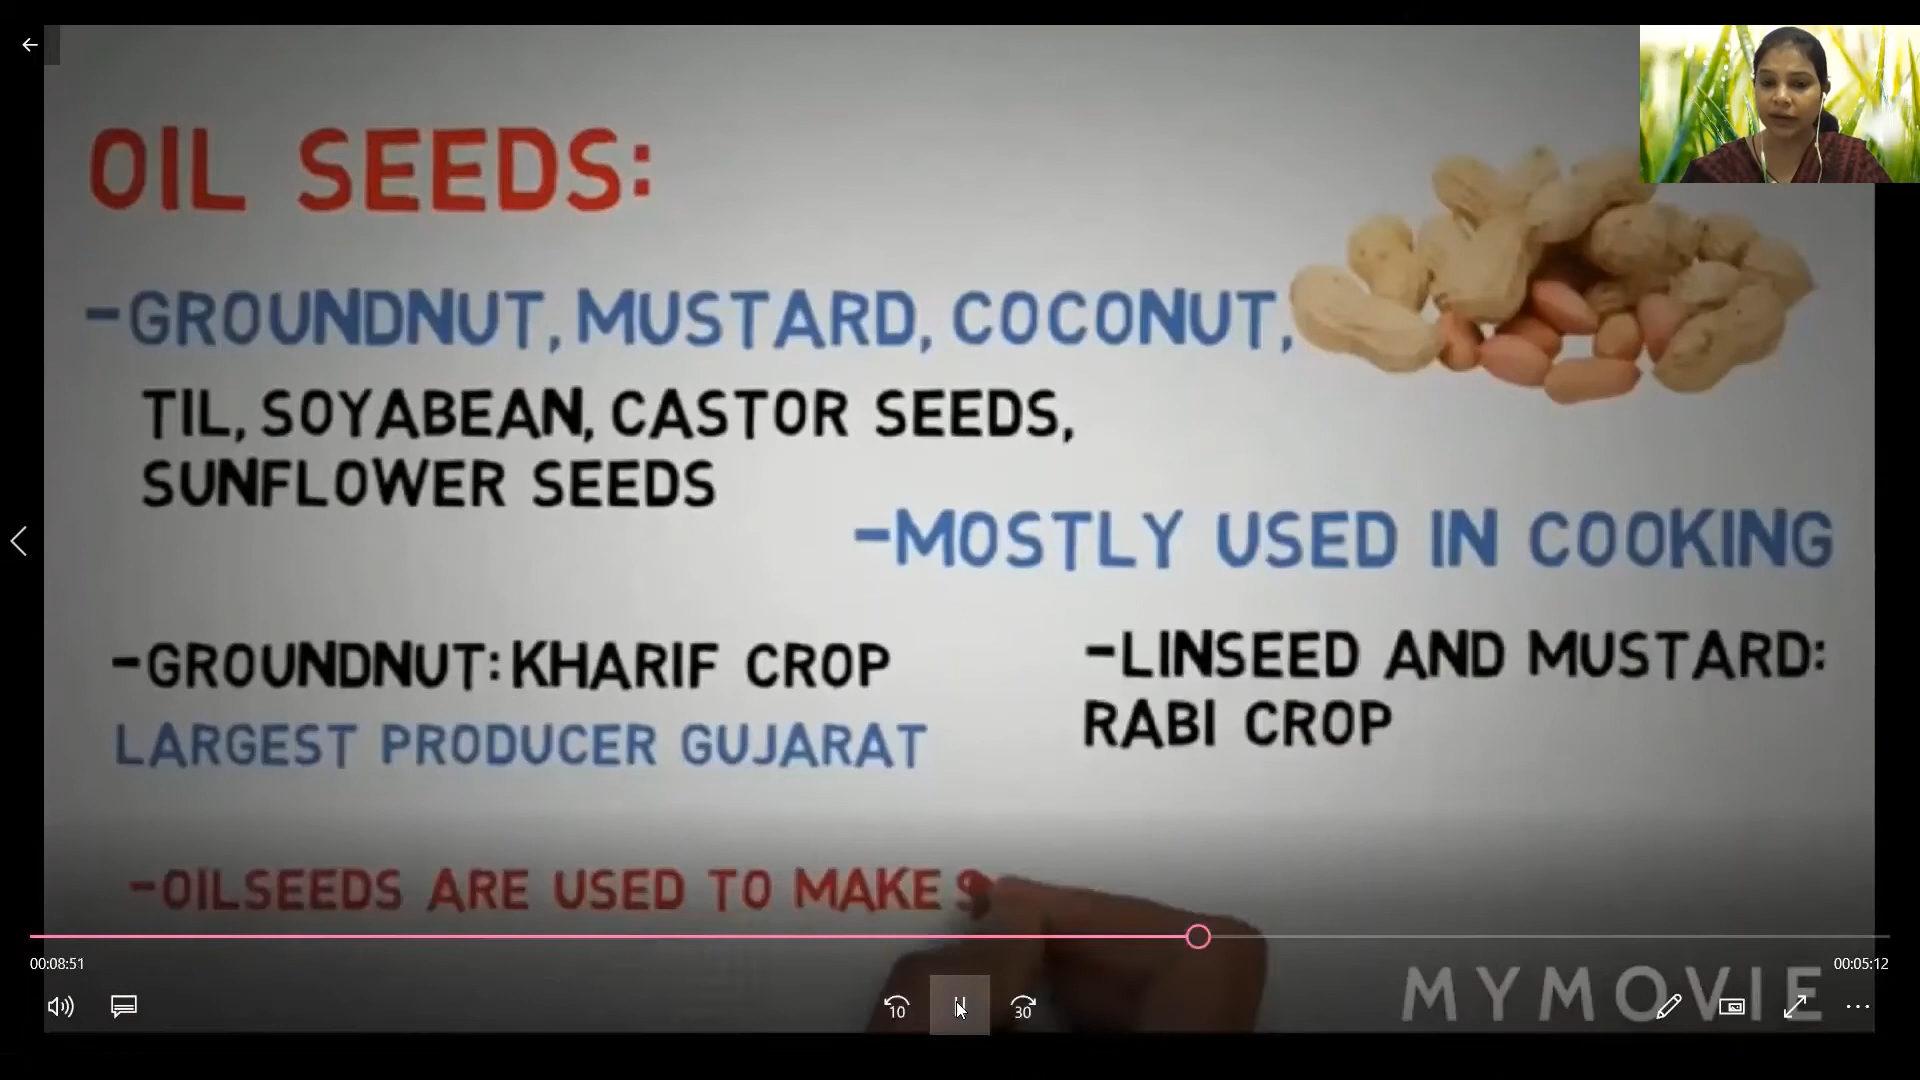 OIL SEEDS:
-GROUNDNUT, MUSTARD, COCONUT,
TIL, SOYABEAN, CASTOR SEEDS,
SUNFLOWER SEEDS
-MOSTLY USED IN COOKING
-GROUNDNUT: KHARIF CROP
LARGEST PRODUCER GUJARAT
-LINSEED AND MUSTARD:
RABI CROP
-OILSEEDS ARE USED TO MAKE
00:08:51
00:05:12
10
30
MYMOVIE